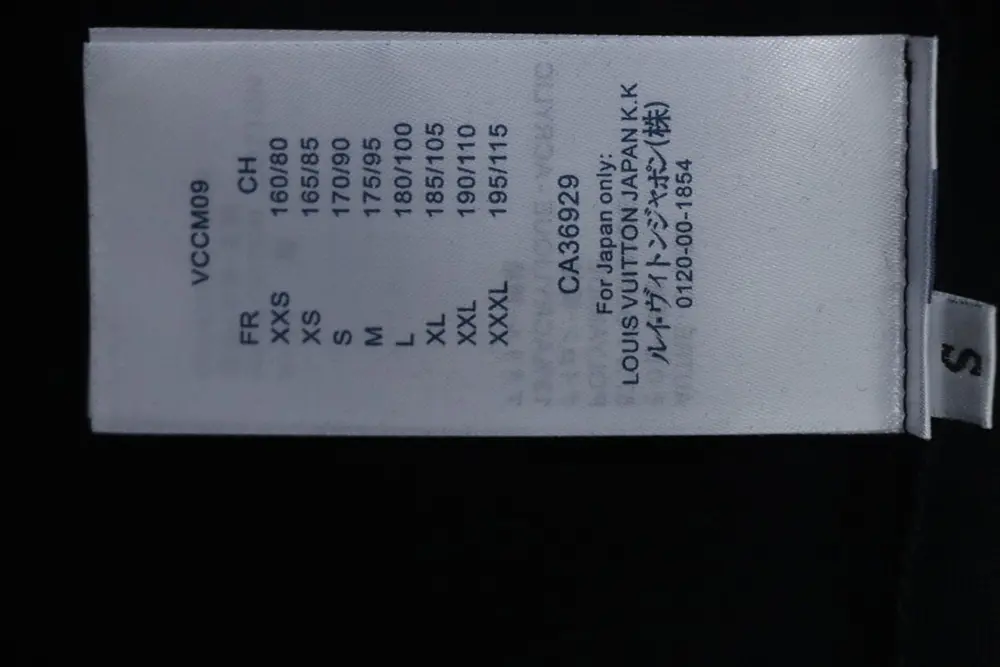 VCCM09
FR CH
XXS 160/80
XS 165/85
S 170/90
M 175/95
L 180/100
XL 185/105
XXL 190/110
XXXL 195/115
CA36929
For Japan only:
LOUIS VUITTON JAPAN K.K
ルイ・ヴィトンジャポン(株)
0120-00-1854
S